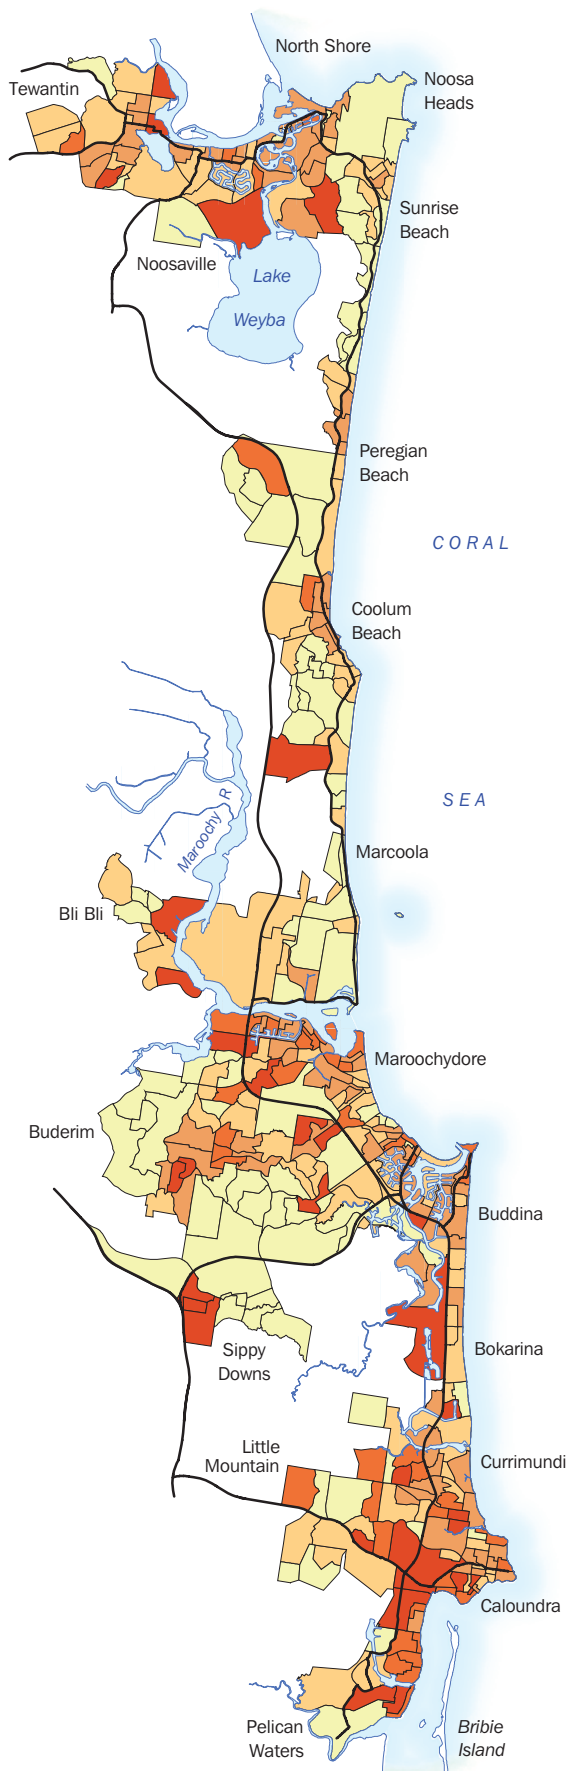 North Shore
Tewantin
Noosa
Heads
Sunrise
Beach
Noosaville
Lake
Weyba
Peregian
Beach
CORAL
Coolum
Beach
SEA
Maroochy R
Marcoola
Bli Bli
Maroochydore
Buderim
Buddina
Sippy
Downs
Bokarina
Little
Mountain
Currimundi
Caloundra
Pelican
Waters
Bribie
Island